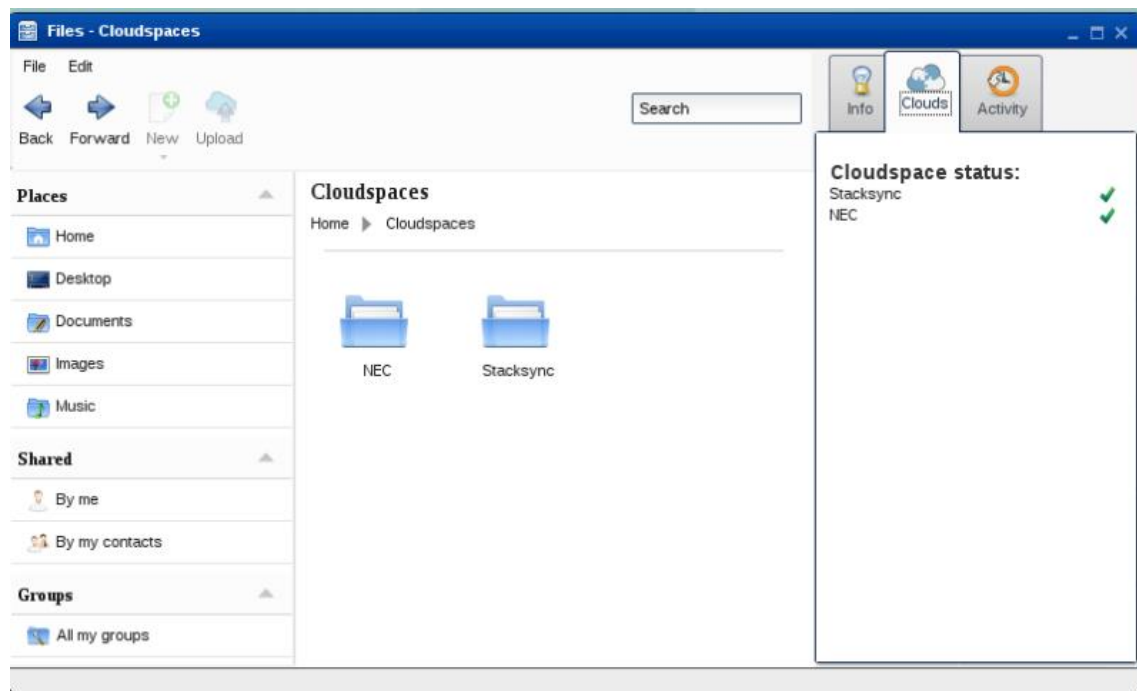 Files - Cloudspaces
File Edit
Back Forward New Upload
Search
Info Clouds Activity
Places
Home
Desktop
Documents
Images
Music
Shared
By me
By my contacts
Groups
All my groups
Cloudspaces
Home Cloudspaces
NEC Stacksync
Cloudspace status:
Stacksync
NEC